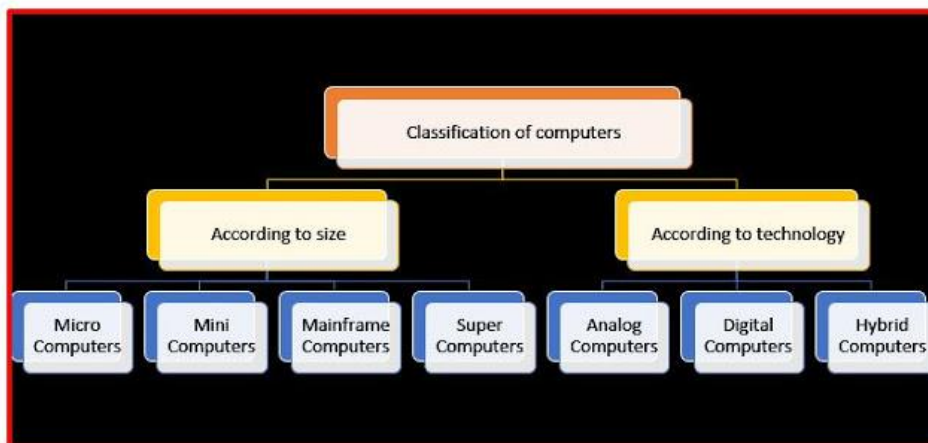 Classification of computers
According to size
According to technology
Micro
Computers
Mini
Computers
Mainframe
Computers
Super
Computers
Analog
Computers
Digital
Computers
Hybrid
Computers